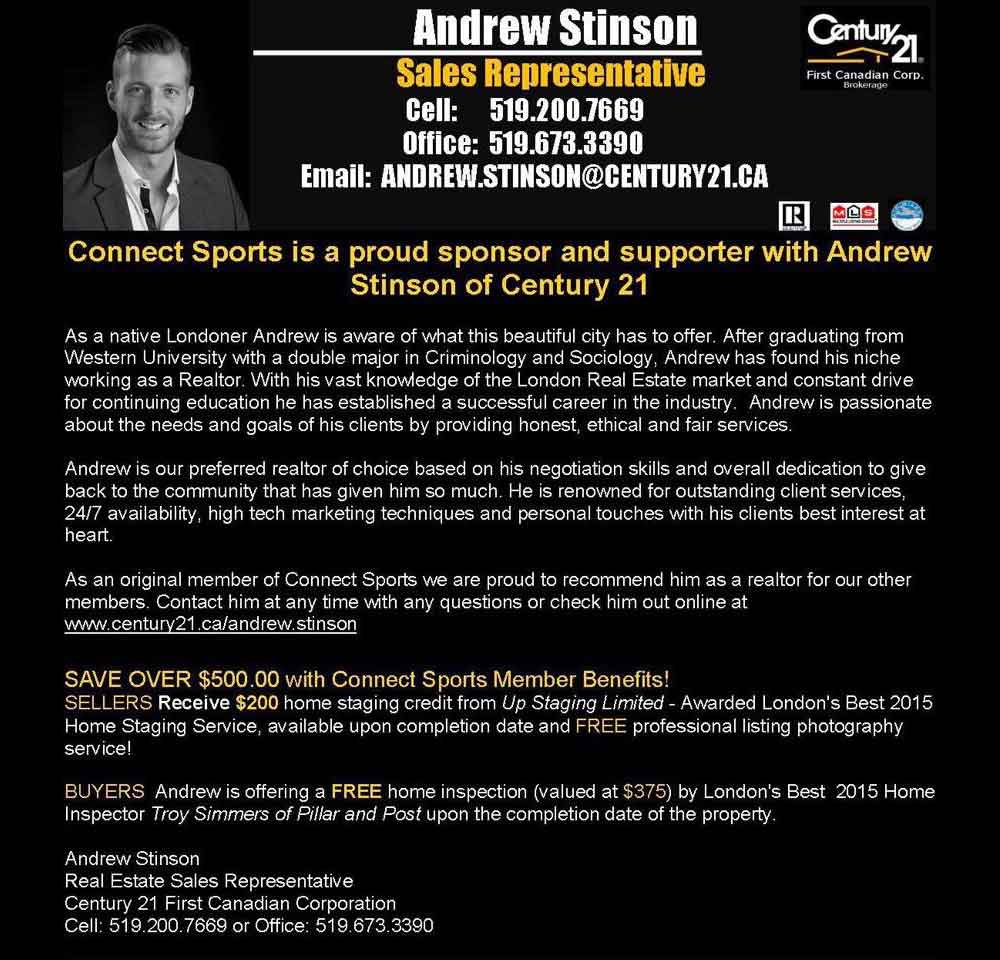 Andrew Stinson
Century 21
First Canadian Corp.
Brokerage
Sales Representative
Cell: 519.200.7669
Office: 519.673.3390
Email: ANDREW.STINSON@CENTURY21.CA
R
MLS
Connect Sports is a proud sponsor and supporter with Andrew
Stinson of Century 21
As a native Londoner Andrew is aware of what this beautiful city has to offer. After graduating from
Western University with a double major in Criminology and Sociology, Andrew has found his niche
working as a Realtor. With his vast knowledge of the London Real Estate market and constant drive
for continuing education he has established a successful career in the industry.  Andrew is passionate
about the needs and goals of his clients by providing honest, ethical and fair services.
Andrew is our preferred realtor of choice based on his negotiation skills and overall dedication to give
back to the community that has given him so much. He is renowned for outstanding client services,
24/7 availability, high tech marketing techniques and personal touches with his clients best interest at
heart.
As an original member of Connect Sports we are proud to recommend him as a realtor for our other
members. Contact him at any time with any questions or check him out online at
www.century21.ca/andrew.stinson
SAVE OVER $500.00 with Connect Sports Member Benefits!
SELLERS Receive $200 home staging credit from Up Staging Limited - Awarded London's Best 2015
Home Staging Service, available upon completion date and FREE professional listing photography
service!
BUYERS  Andrew is offering a FREE home inspection (valued at $375) by London's Best  2015 Home
Inspector Troy Simmers of Pillar and Post upon the completion date of the property.
Andrew Stinson
Real Estate Sales Representative
Century 21 First Canadian Corporation
Cell: 519.200.7669 or Office: 519.673.3390